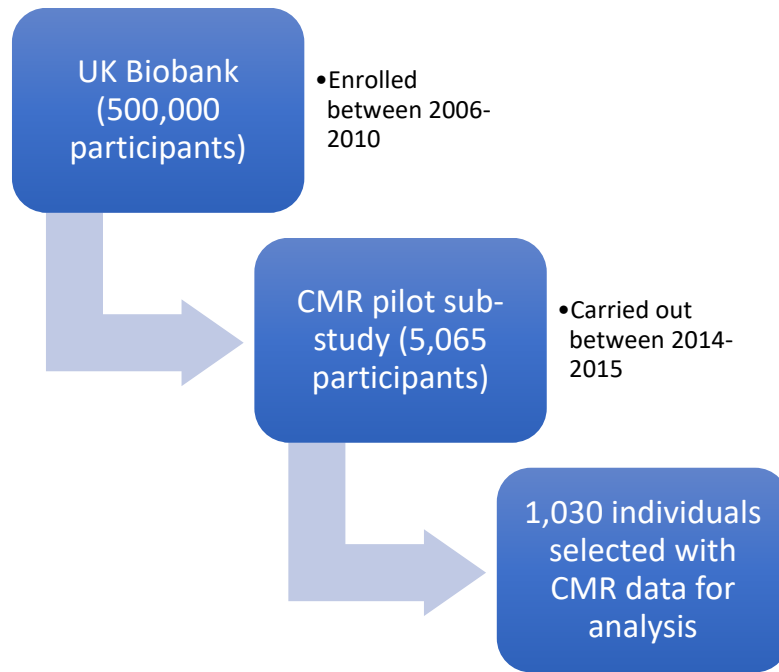 UK Biobank
(500,000
participants)
•Enrolled
between 2006-
2010
CMR pilot sub-
study (5,065
participants)
•Carried out
between 2014-
2015
1,030 individuals
selected with
CMR data for
analysis